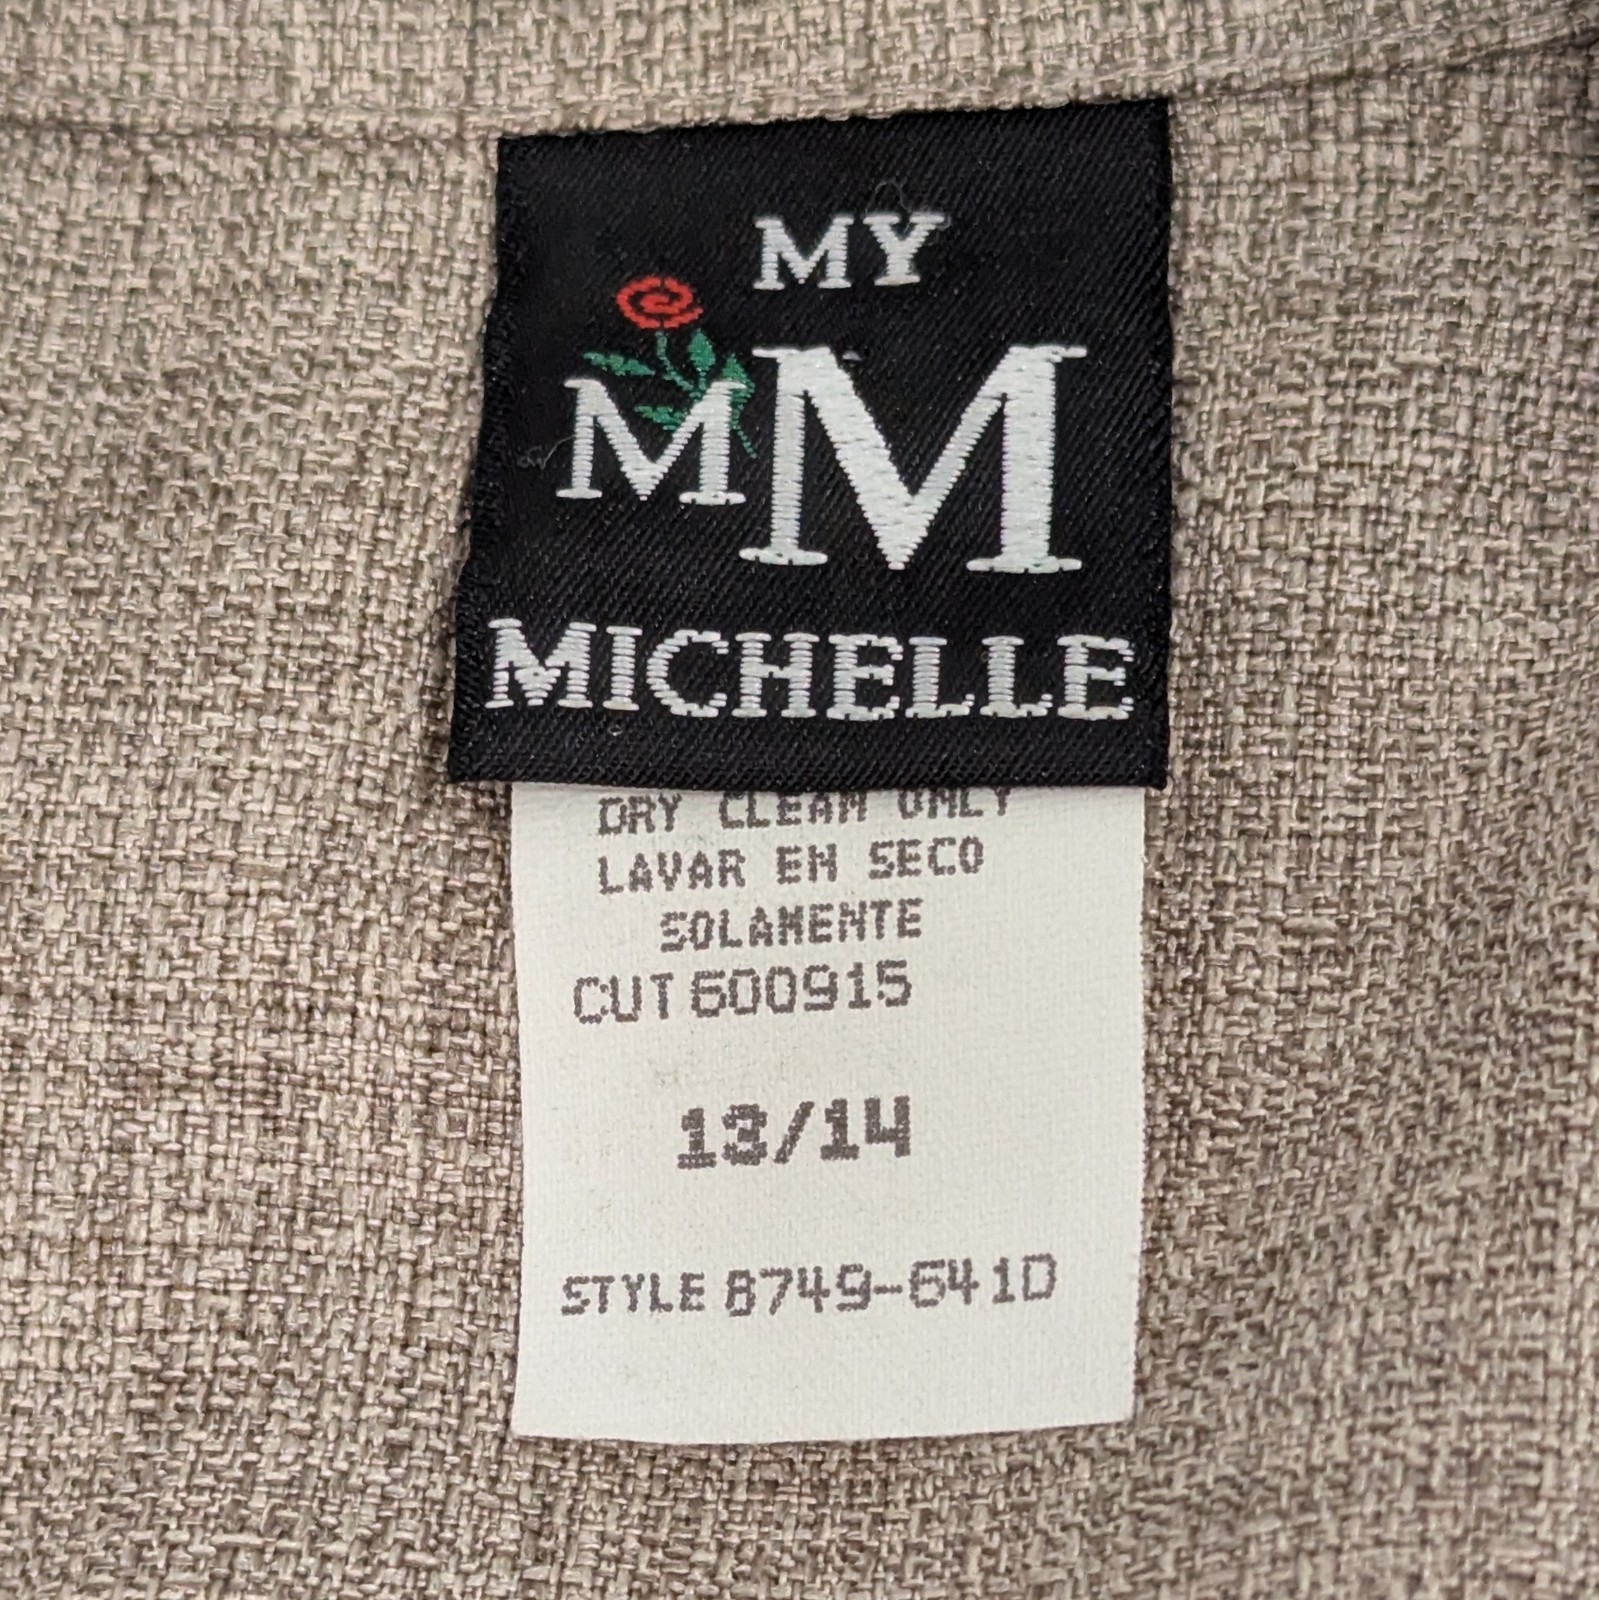 MY
MM
MICHELLE
DRY CLEAN ONLY
LAVAR EN SECO
SOLAMENTE
CUT 600915
13/14
STYLE 8749-641D